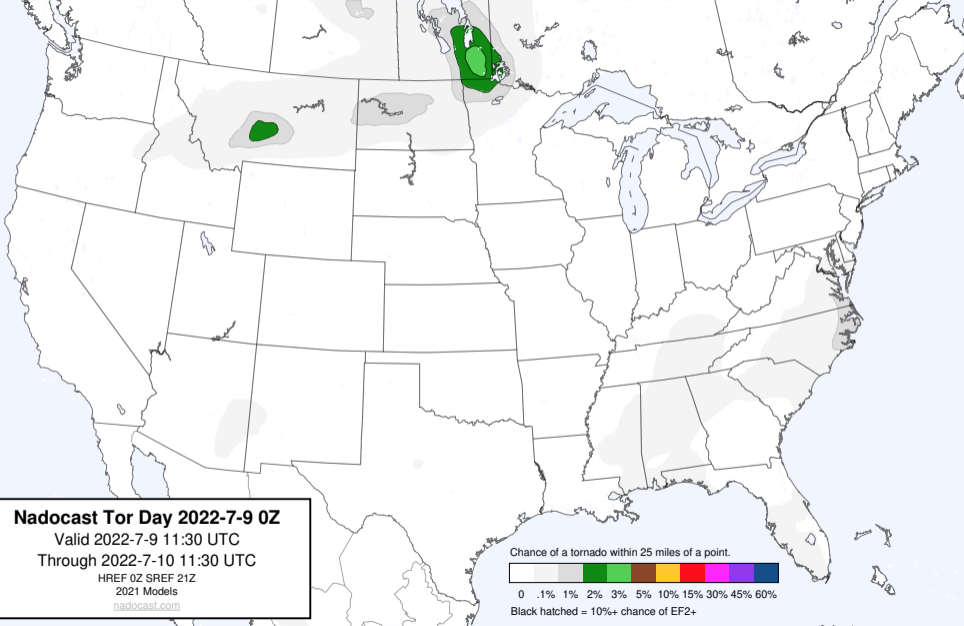 Nadocast Tor Day 2022-7-9 0Z
Valid 2022-7-9 11:30 UTC
Through 2022-7-10 11:30 UTC
HREF 0Z SREF 21Z
2021 Models
nadocast.com
Chance of a tornado within 25 miles of a point.
0 .1% 1% 2% 3% 5% 10% 15% 30% 45% 60%
Black hatched = 10%+ chance of EF2+